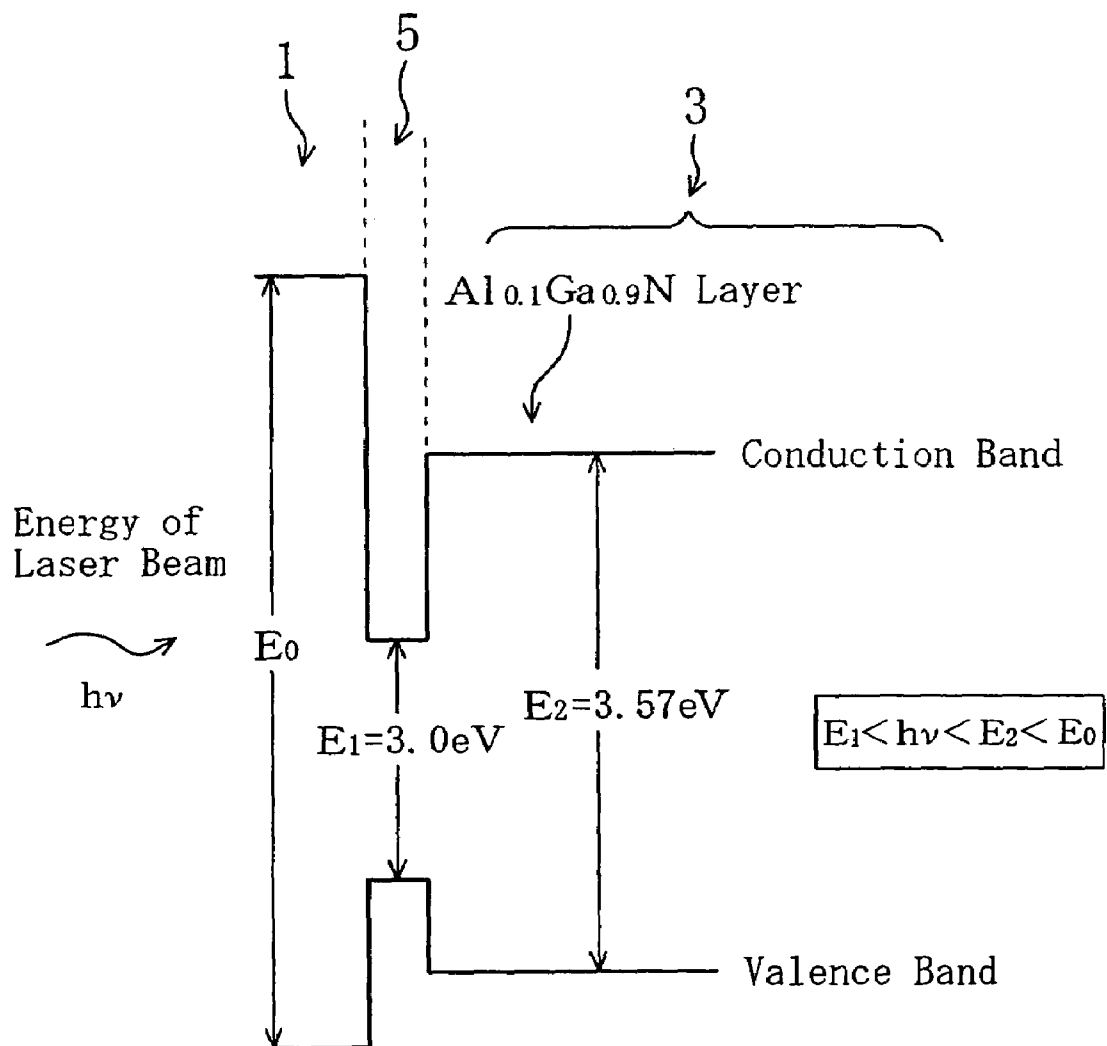 1
5
3
Al0.1Ga0.9N Layer
Conduction Band
Energy of
Laser Beam
hν
E0
E1=3.0eV
E2=3.57eV
E1<hν<E2<E0
Valence Band